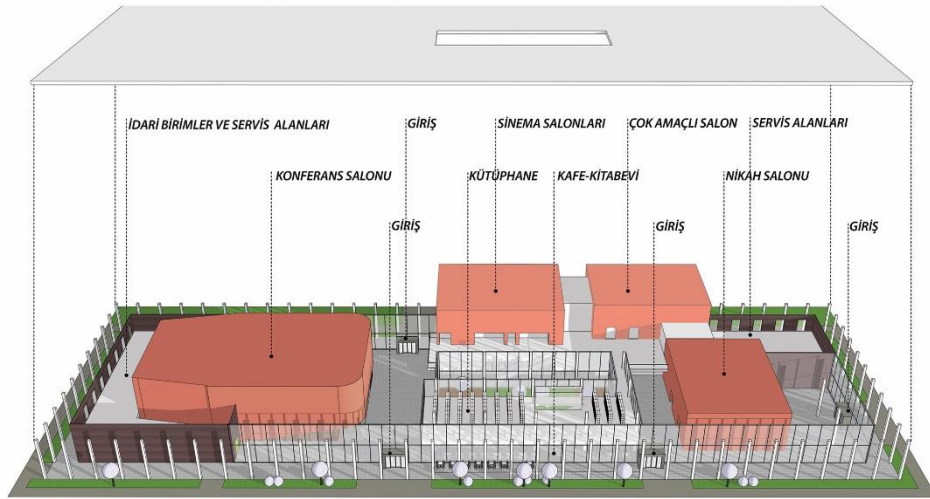 İDARİ BİRİMLER VE SERVİS ALANLARI
GİRİŞ
SİNEMA SALONLARI
ÇOK AMAÇLI SALON
SERVİS ALANLARI
KONFERANS SALONU
KÜTÜPHANE
KAFE-KİTABEVİ
NİKAH SALONU
GİRİŞ
GİRİŞ
GİRİŞ